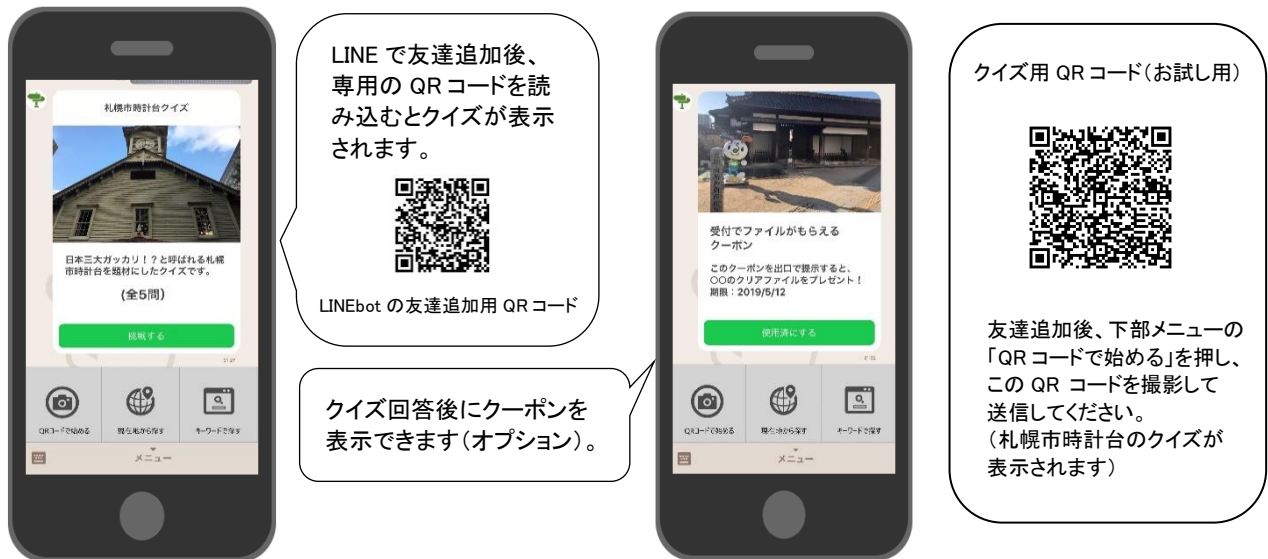 札幌市時計台クイズ
日本三大ガッカリ！？と呼ばれる札幌
市時計台を題材にしたクイズです。
(全5問)
挑戦する
QRコードで始める
現在地から探す
キーワードで探す
メニュー
LINE で友達追加後、
専用の QR コードを読
み込むとクイズが表示
されます。
LINEbot の友達追加用 QR コード
クイズ回答後にクーポンを
表示できます（オプション）。
受付でファイルがもらえる
クーポン
このクーポンを出口で提示すると、
〇〇のクリアファイルをプレゼント！
期限：2019/5/12
使用済にする
QRコードで始める
現在地から探す
キーワードで探す
メニュー
クイズ用 QR コード（お試し用）
友達追加後、下部メニューの
「QR コードで始める」を押し、
この QR コードを撮影して
送信してください。
（札幌市時計台のクイズが
表示されます）